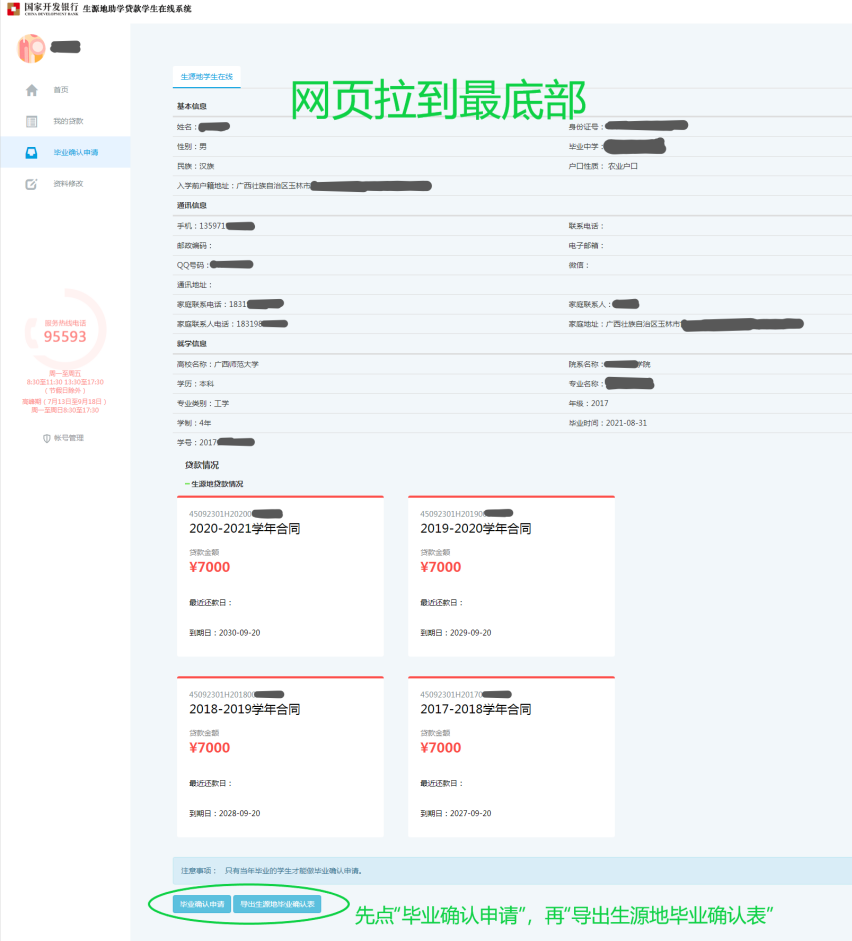 国家开发银行 生源地助学贷款学生在线系统
CHINA DEVELOPMENT BANK
首页
我的贷款
毕业确认申请
资料修改
服务热线电话
95593
周一至周五
8:30至11:30 13:30至17:30
(节假日除外)
高峰期(7月13日至9月18日)
周一至周日8:30至17:30
帐号管理
生源地学生在线
网页拉到最底部
基本信息
姓名: 身份证号:
性别:男 毕业中学:
民族:汉族 户口性质: 农业户口
入学前户籍地址:广西壮族自治区玉林市
通讯信息
手机:135971 联系电话:
邮政编码: 电子邮箱:
QQ号码: 微信:
通讯地址:
家庭联系电话:1831 家庭联系人:
家庭联系人电话:183198 家庭地址:广西壮族自治区玉林市
就学信息
高校名称:广西师范大学 院系名称: 学院
学历:本科 专业名称:
专业类别:工学 年级:2017
学制:4年 毕业时间:2021-08-31
学号:2017
贷款情况
生源地贷款情况
45092301H20200 45092301H20190
2020-2021学年合同 2019-2020学年合同
贷款金额 贷款金额
¥7000 ¥7000
最近还款日: 最近还款日:
到期日:2030-09-20 到期日:2029-09-20
45092301H20180 45092301H20170
2018-2019学年合同 2017-2018学年合同
贷款金额 贷款金额
¥7000 ¥7000
最近还款日: 最近还款日:
到期日:2028-09-20 到期日:2027-09-20
注意事项: 只有当年毕业的学生才能做毕业确认申请。
毕业确认申请 导出生源地毕业确认表
先点“毕业确认申请”,再“导出生源地毕业确认表”